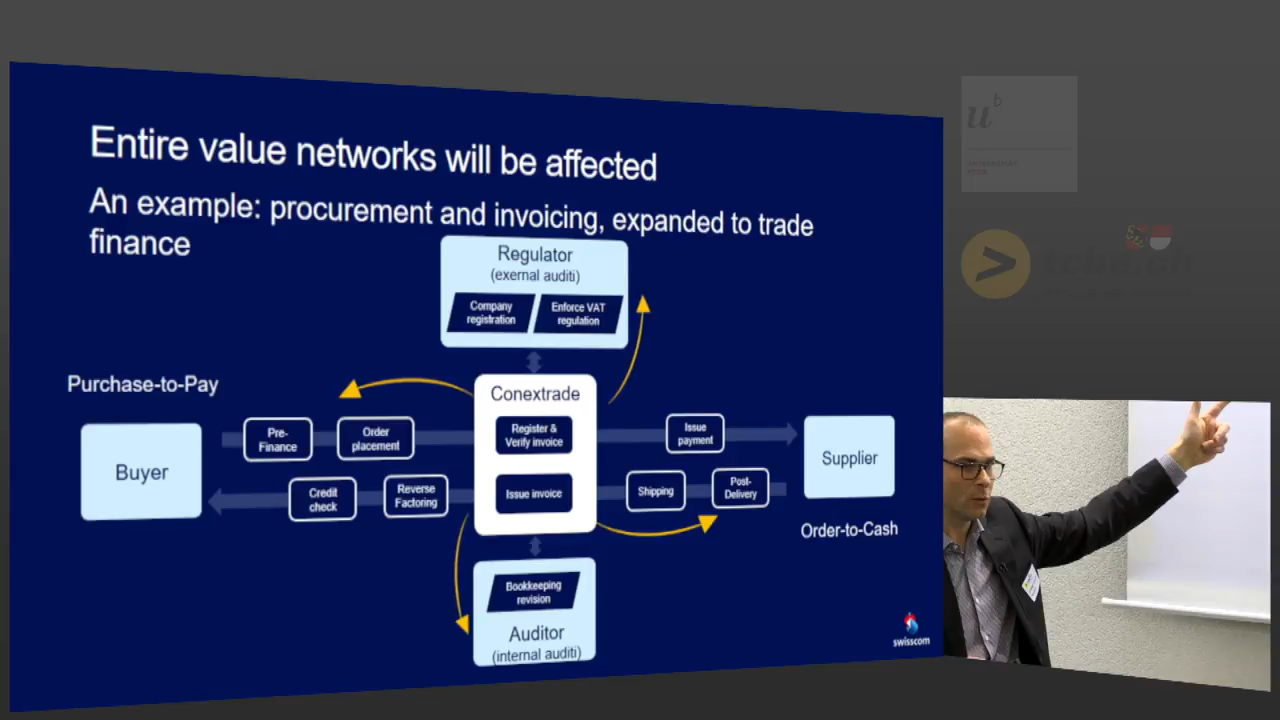 Entire value networks will be affected
An example: procurement and invoicing, expanded to trade
finance
Regulator
(exernal auditi)
Company
registration
Enforce VAT
regulation
Purchase-to-Pay
Conextrade
Register &
Verify invoice
Issue invoice
Buyer
Pre-
Finance
Order
placement
Credit
check
Reverse
Factoring
Issue
payment
Shipping
Post-
Delivery
Supplier
Order-to-Cash
Bookkeeping
revision
Auditor
(internal auditi)
swisscom
u
b
>